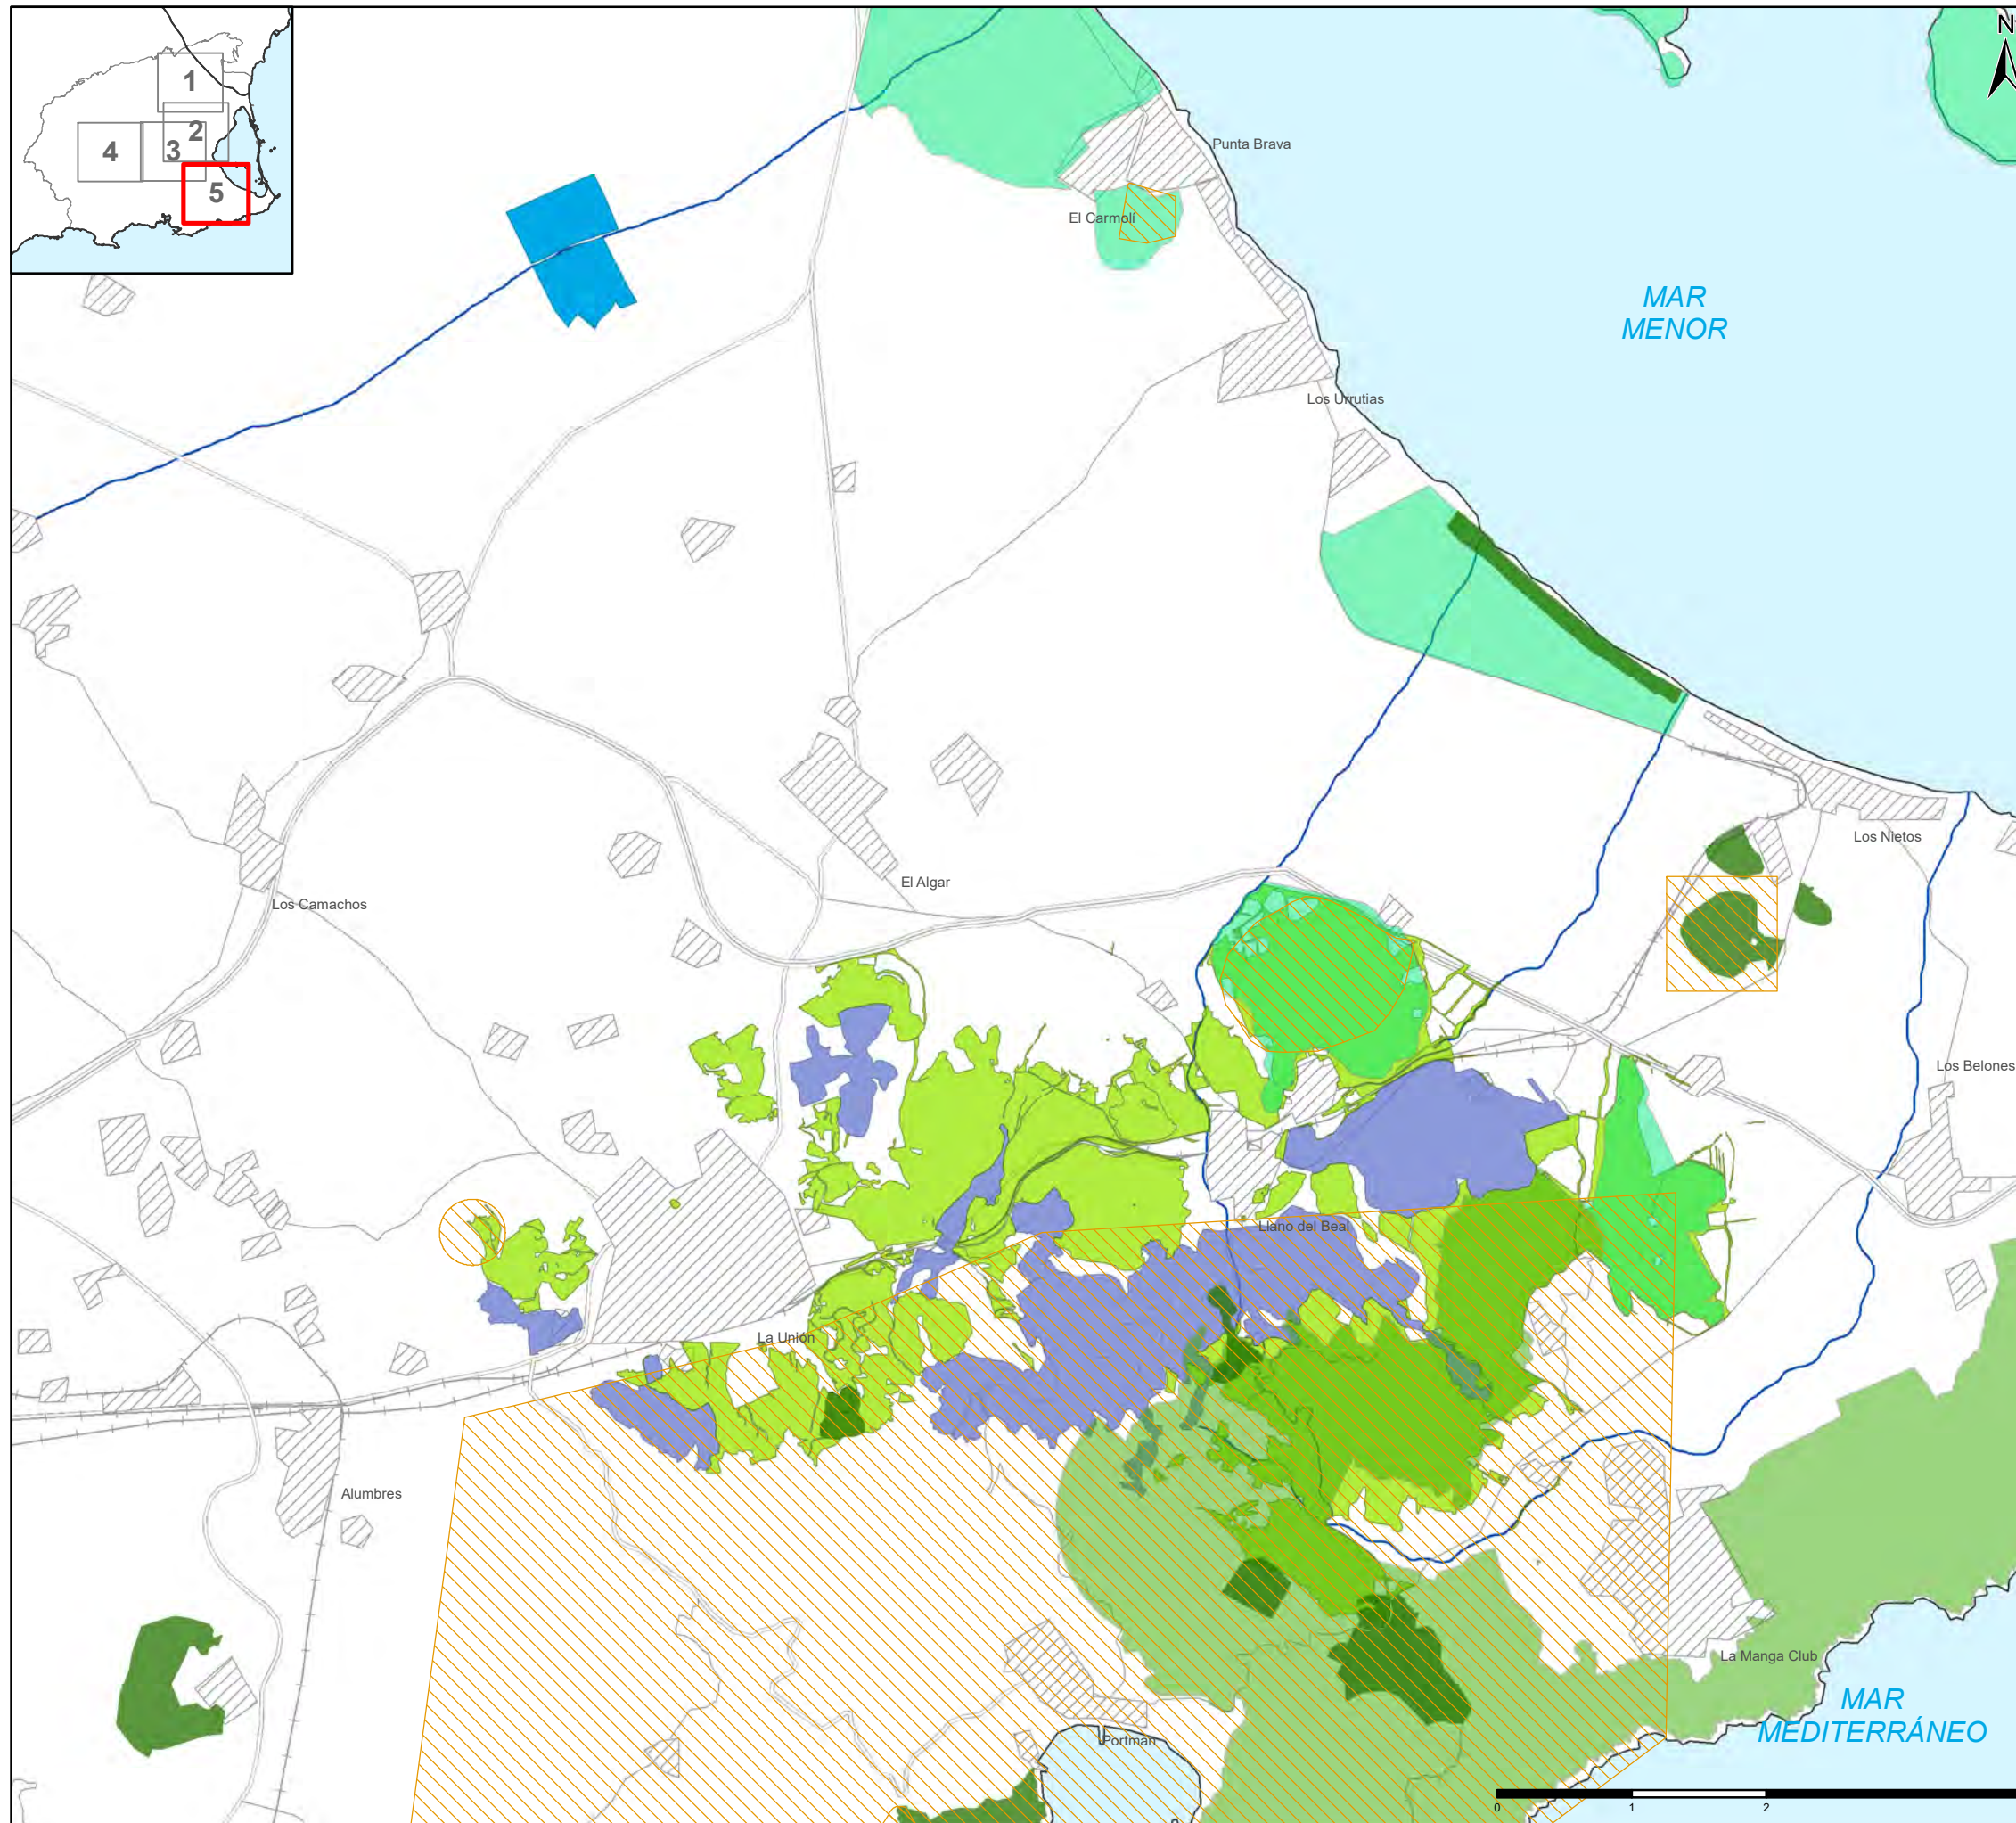 1
2
3
4
5
N
Punta Brava
El Carmolí
MAR
MENOR
Los Urrutias
Los Nietos
El Algar
Los Camachos
Los Belones
Llano del Beal
La Unión
Alumbres
La Manga Club
MAR
MEDITERRÁNEO
Portman
0 1 2